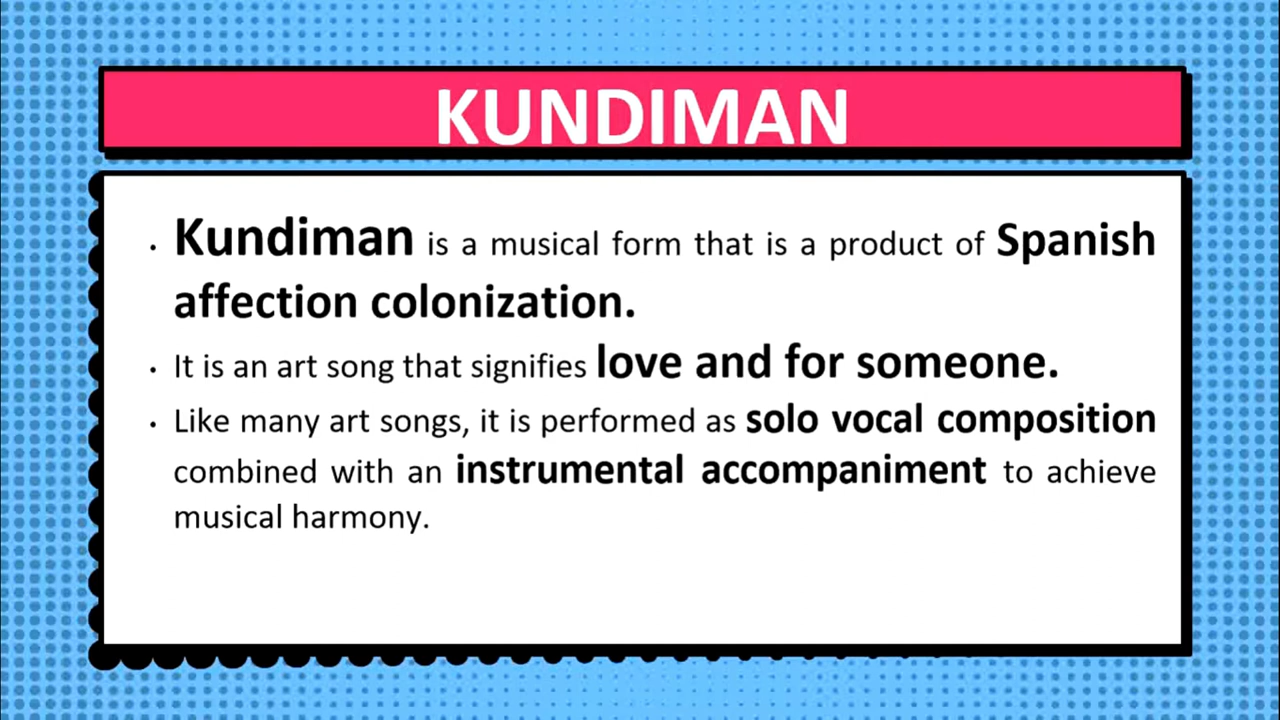 KUNDIMAN
• Kundiman is a musical form that is a product of Spanish
affection colonization.
• It is an art song that signifies love and for someone.
• Like many art songs, it is performed as solo vocal composition
combined with an instrumental accompaniment to achieve
musical harmony.